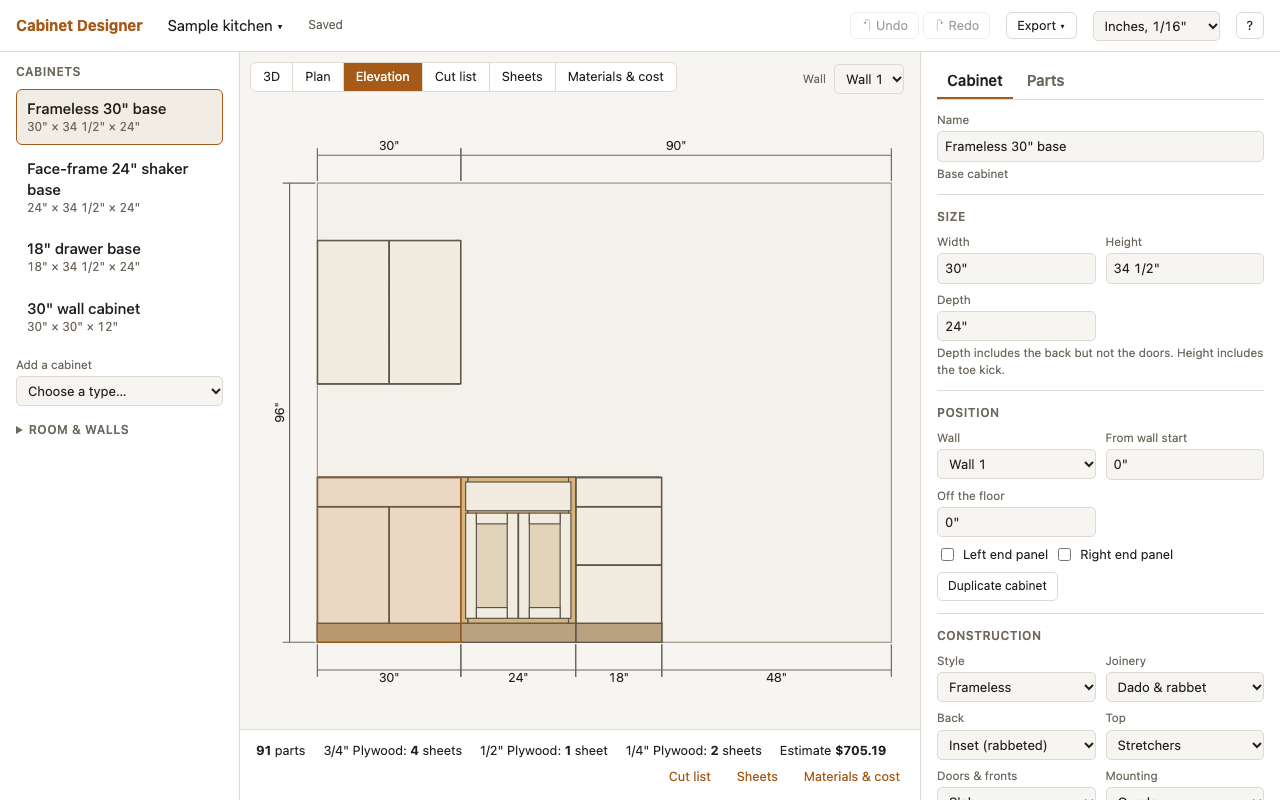 Cabinet Designer
Sample kitchen ▾
Saved
Undo
Redo
Export ▾
Inches, 1/16"
?
CABINETS
Frameless 30" base
30" × 34 1/2" × 24"
Face-frame 24" shaker
base
24" × 34 1/2" × 24"
18" drawer base
18" × 34 1/2" × 24"
30" wall cabinet
30" × 30" × 12"
Add a cabinet
Choose a type...
ROOM & WALLS
3D
Plan
Elevation
Cut list
Sheets
Materials & cost
Wall
Wall 1
30"
90"
96"
30"
24"
18"
48"
91 parts
3/4" Plywood: 4 sheets
1/2" Plywood: 1 sheet
1/4" Plywood: 2 sheets
Estimate $705.19
Cut list
Sheets
Materials & cost
Cabinet
Parts
Name
Frameless 30" base
Base cabinet
SIZE
Width
Height
30"
34 1/2"
Depth
24"
Depth includes the back but not the doors. Height includes
the toe kick.
POSITION
Wall
From wall start
Wall 1
0"
Off the floor
0"
Left end panel
Right end panel
Duplicate cabinet
CONSTRUCTION
Style
Joinery
Frameless
Dado & rabbet
Back
Top
Inset (rabbeted)
Stretchers
Doors & fronts
Mounting